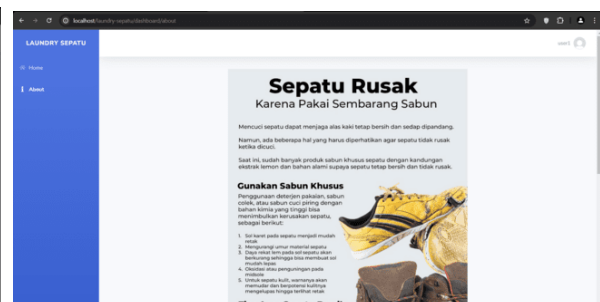 localhost/laundry-sepatu/dashboard/about
LAUNDRY SEPATU
user1
Home
About
Sepatu Rusak
Karena Pakai Sembarang Sabun
Mencuci sepatu dapat menjaga alas kaki tetap bersih dan sedap dipandang.
Namun, ada beberapa hal yang harus diperhatikan agar sepatu tidak rusak
ketika dicuci.
Saat ini, sudah banyak produk sabun khusus sepatu dengan kandungan
ekstrak lemon dan bahan alami supaya sepatu tetap bersih dan tidak rusak.
Gunakan Sabun Khusus
Penggunaan deterjen pakaian, sabun
colek, atau sabun cuci piring dengan
bahan kimia yang tinggi bisa
menimbulkan kerusakan sepatu,
sebagai berikut:
1. Sol karet pada sepatu menjadi mudah
retak
2. Mengurangi umur material sepatu
3. Daya rekat lem pada sol sepatu akan
berkurang sehingga bisa membuat sol
mudah lepas
4. Oksidasi atau penguningan pada
midsole
5. Untuk sepatu kulit, warnanya akan
memudar dan berpotensi kulitnya
mengelupas hingga terlihat retak